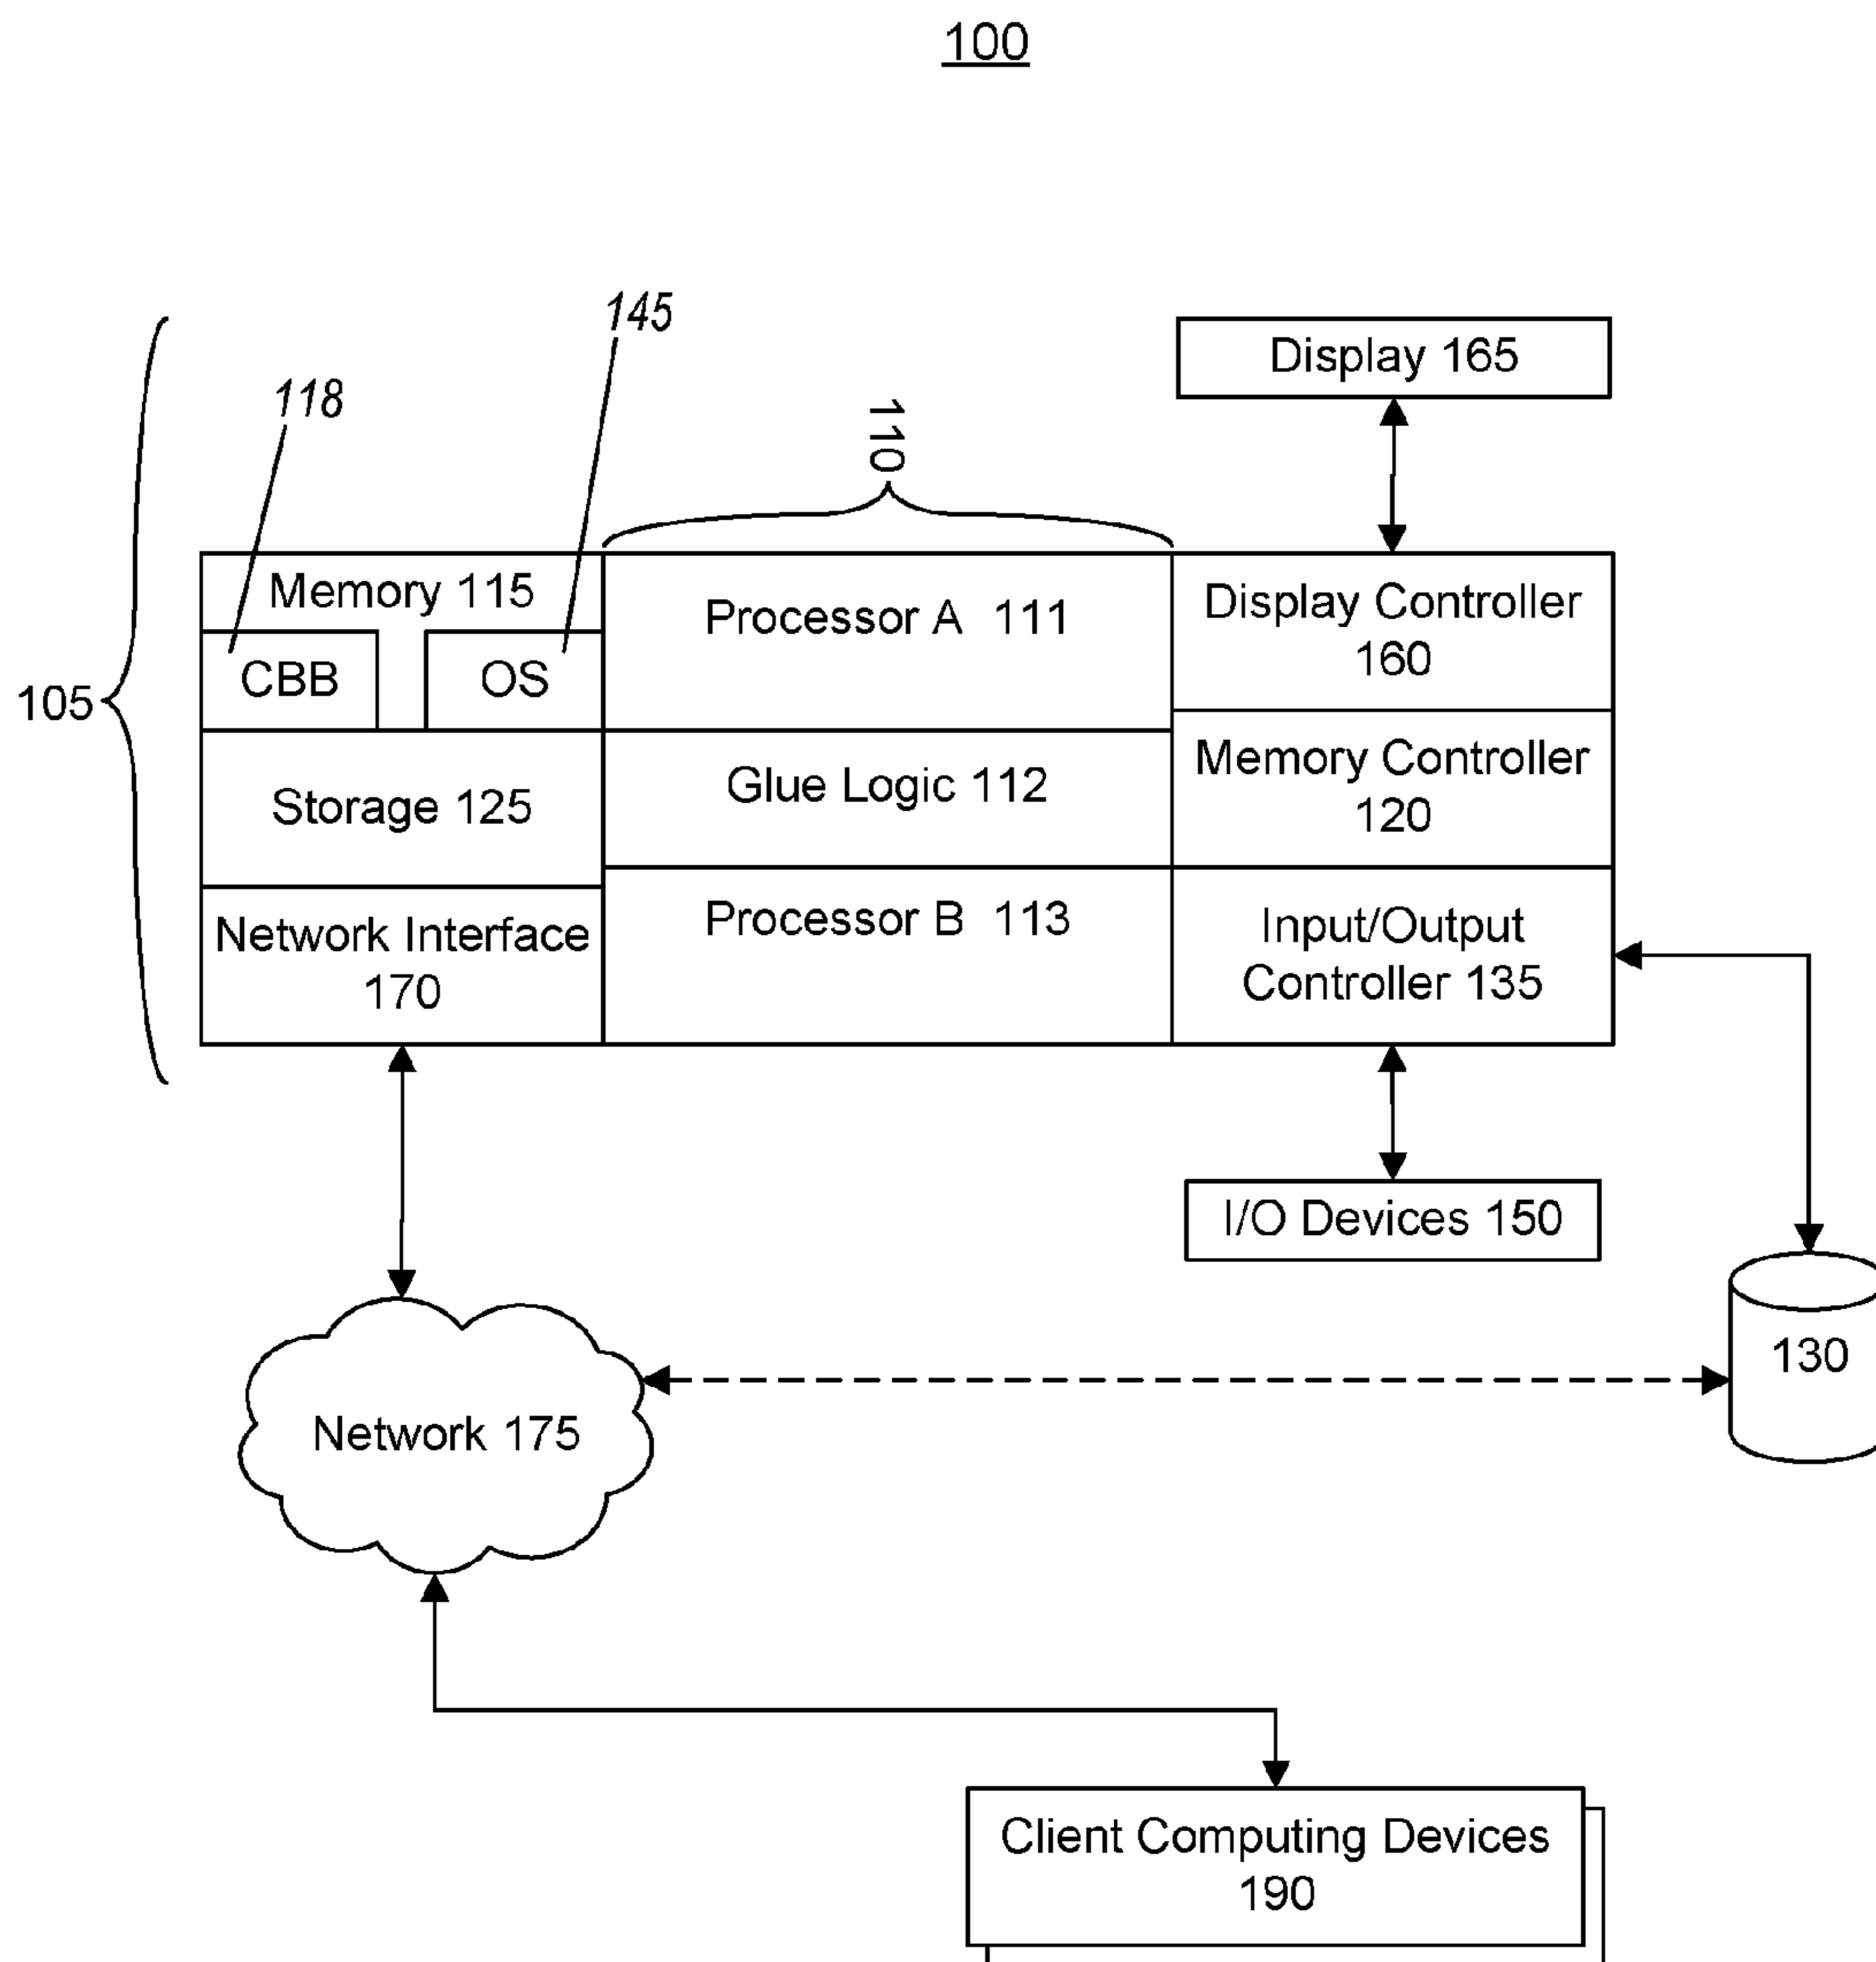 100
145
Display 165
118
110
Memory 115
Processor A 111
Display Controller
160
CBB
OS
105
Memory Controller
120
Glue Logic 112
Storage 125
Processor B 113
Network Interface
170
Input/Output
Controller 135
I/O Devices 150
130
Network 175
Client Computing Devices
190